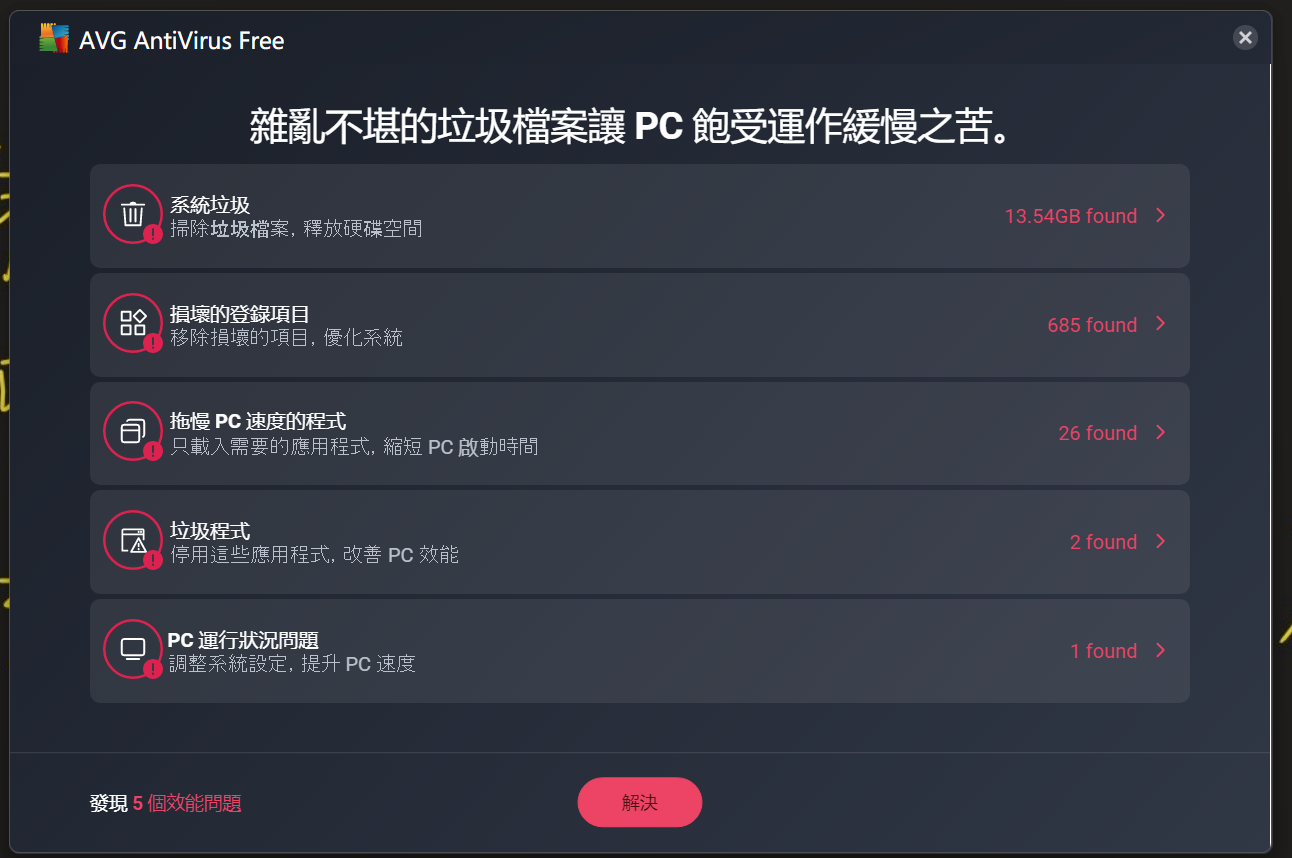 AVG AntiVirus Free
雜亂不堪的垃圾檔案讓 PC 飽受運作緩慢之苦。
系統垃圾
掃除垃圾檔案, 釋放硬碟空間
13.54GB found
損壞的登錄項目
移除損壞的項目, 優化系統
685 found
拖慢 PC 速度的程式
只載入需要的應用程式, 縮短 PC 啟動時間
26 found
垃圾程式
停用這些應用程式, 改善 PC 效能
2 found
PC 運行狀況問題
調整系統設定, 提升 PC 速度
1 found
發現 5 個效能問題
解決